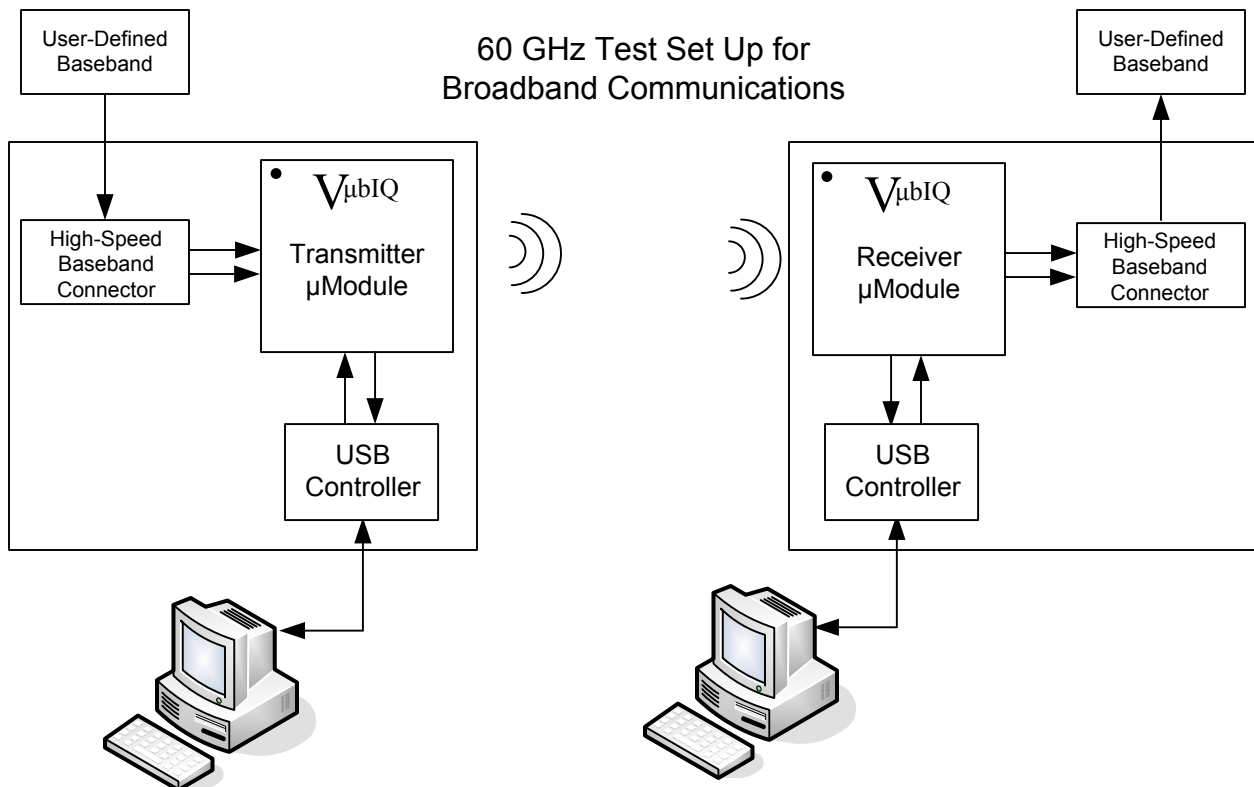 User-Defined
Baseband
60 GHz Test Set Up for
Broadband Communications
User-Defined
Baseband
VμbIQ
Transmitter
μModule
High-Speed
Baseband
Connector
USB
Controller
VμbIQ
Receiver
μModule
High-Speed
Baseband
Connector
USB
Controller